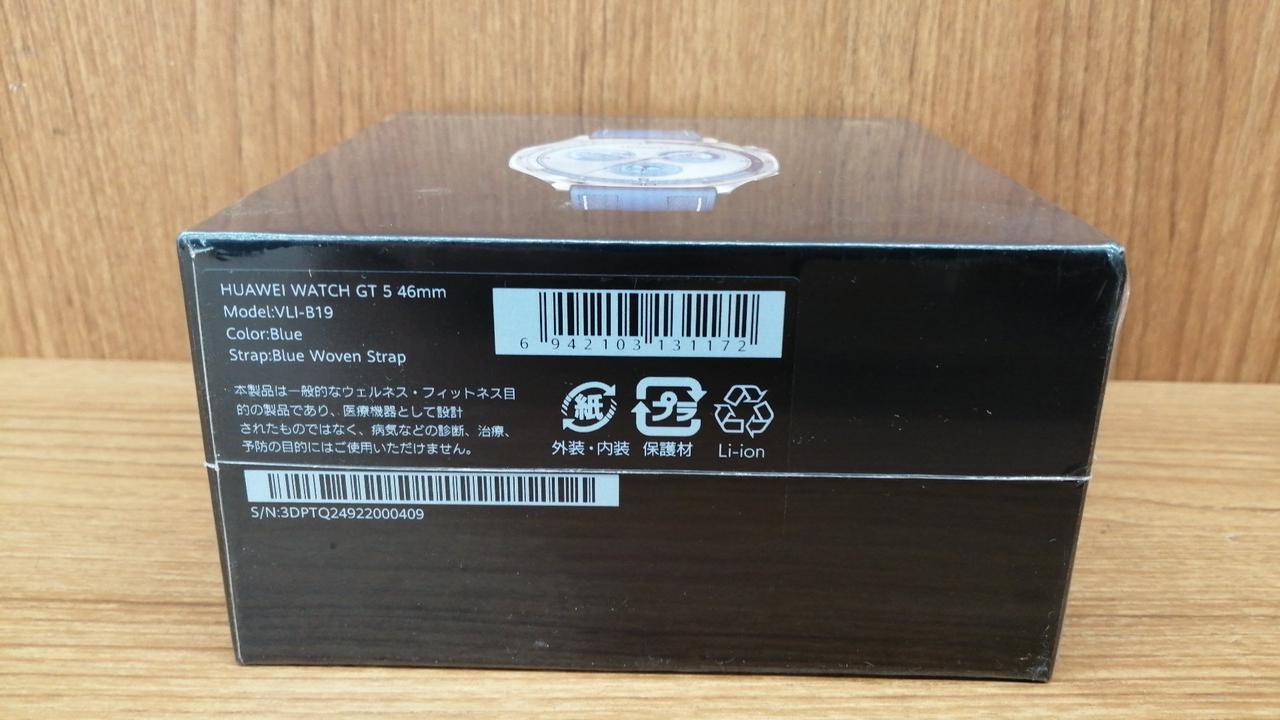 HUAWEI WATCH GT 5 46mm
Model:VLI-B19
Color:Blue
Strap:Blue Woven Strap
6 942103 131172
本製品は一般的なウェルネス・フィットネス目
的の製品であり、医療機器として設計
されたものではなく、病気などの診断、治療、
予防の目的にはご使用いただけません。
紙
外装・内装
プラ
保護材
Li-ion
S/N:3DPTQ24922000409